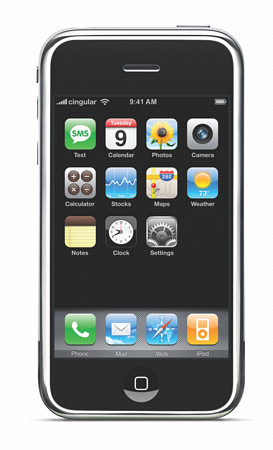 cingular 9:41 AM
SMS Tuesday 9 280 73
Text Calendar Photos Camera
Calculator Stocks Maps Weather
Notes Clock Settings
Phone Mail Web iPod